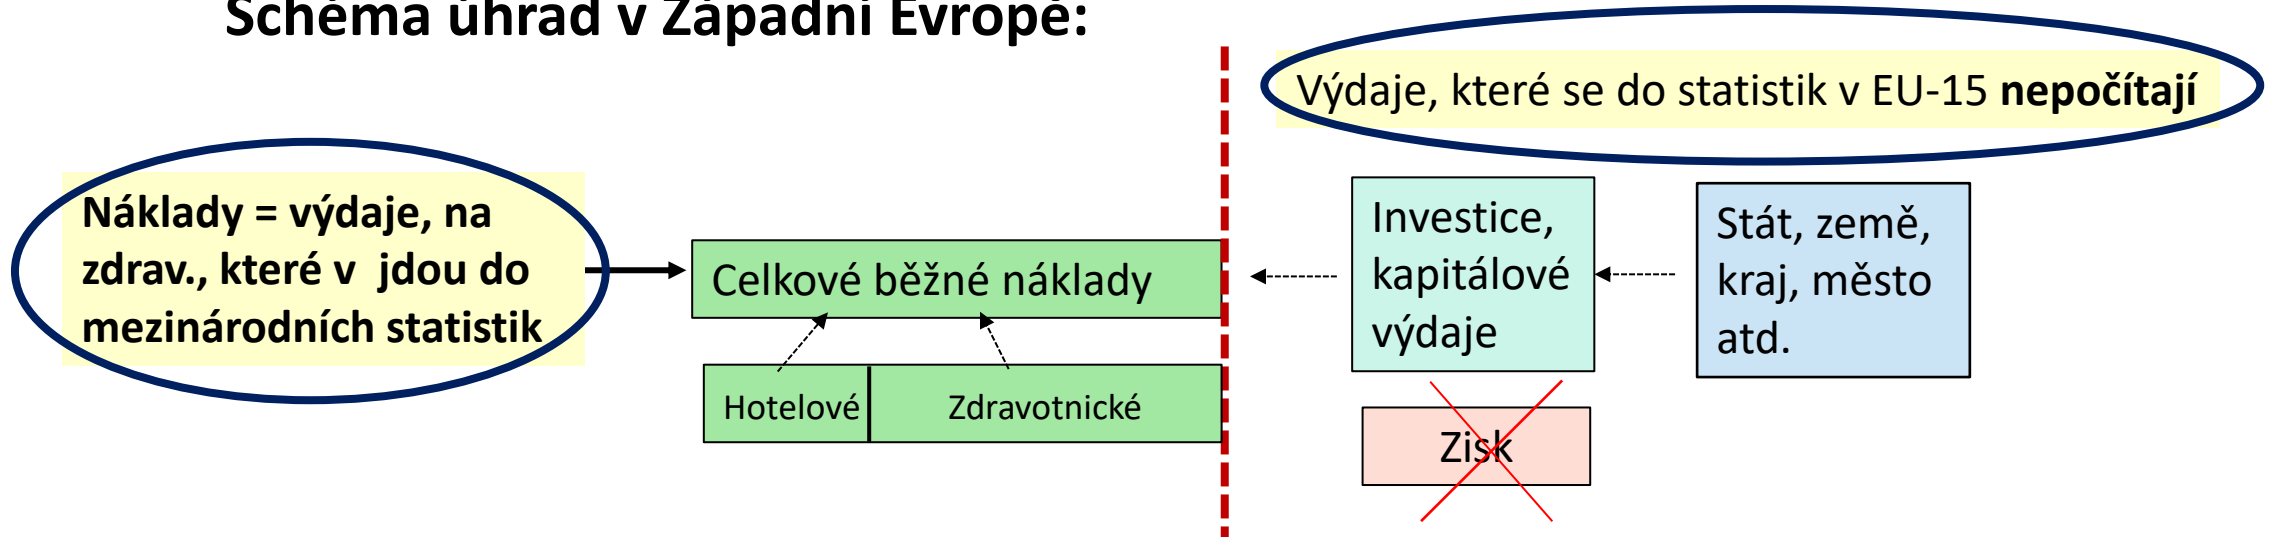 Schéma úhrad v Západní Evropě:
Výdaje, které se do statistik v EU-15 nepočítají
Náklady = výdaje, na
zdrav., které v  jdou do
mezinárodních statistik
Celkové běžné náklady
Hotelové
Zdravotnické
Investice,
kapitálové
výdaje
Stát, země,
kraj, město
atd.
Zisk